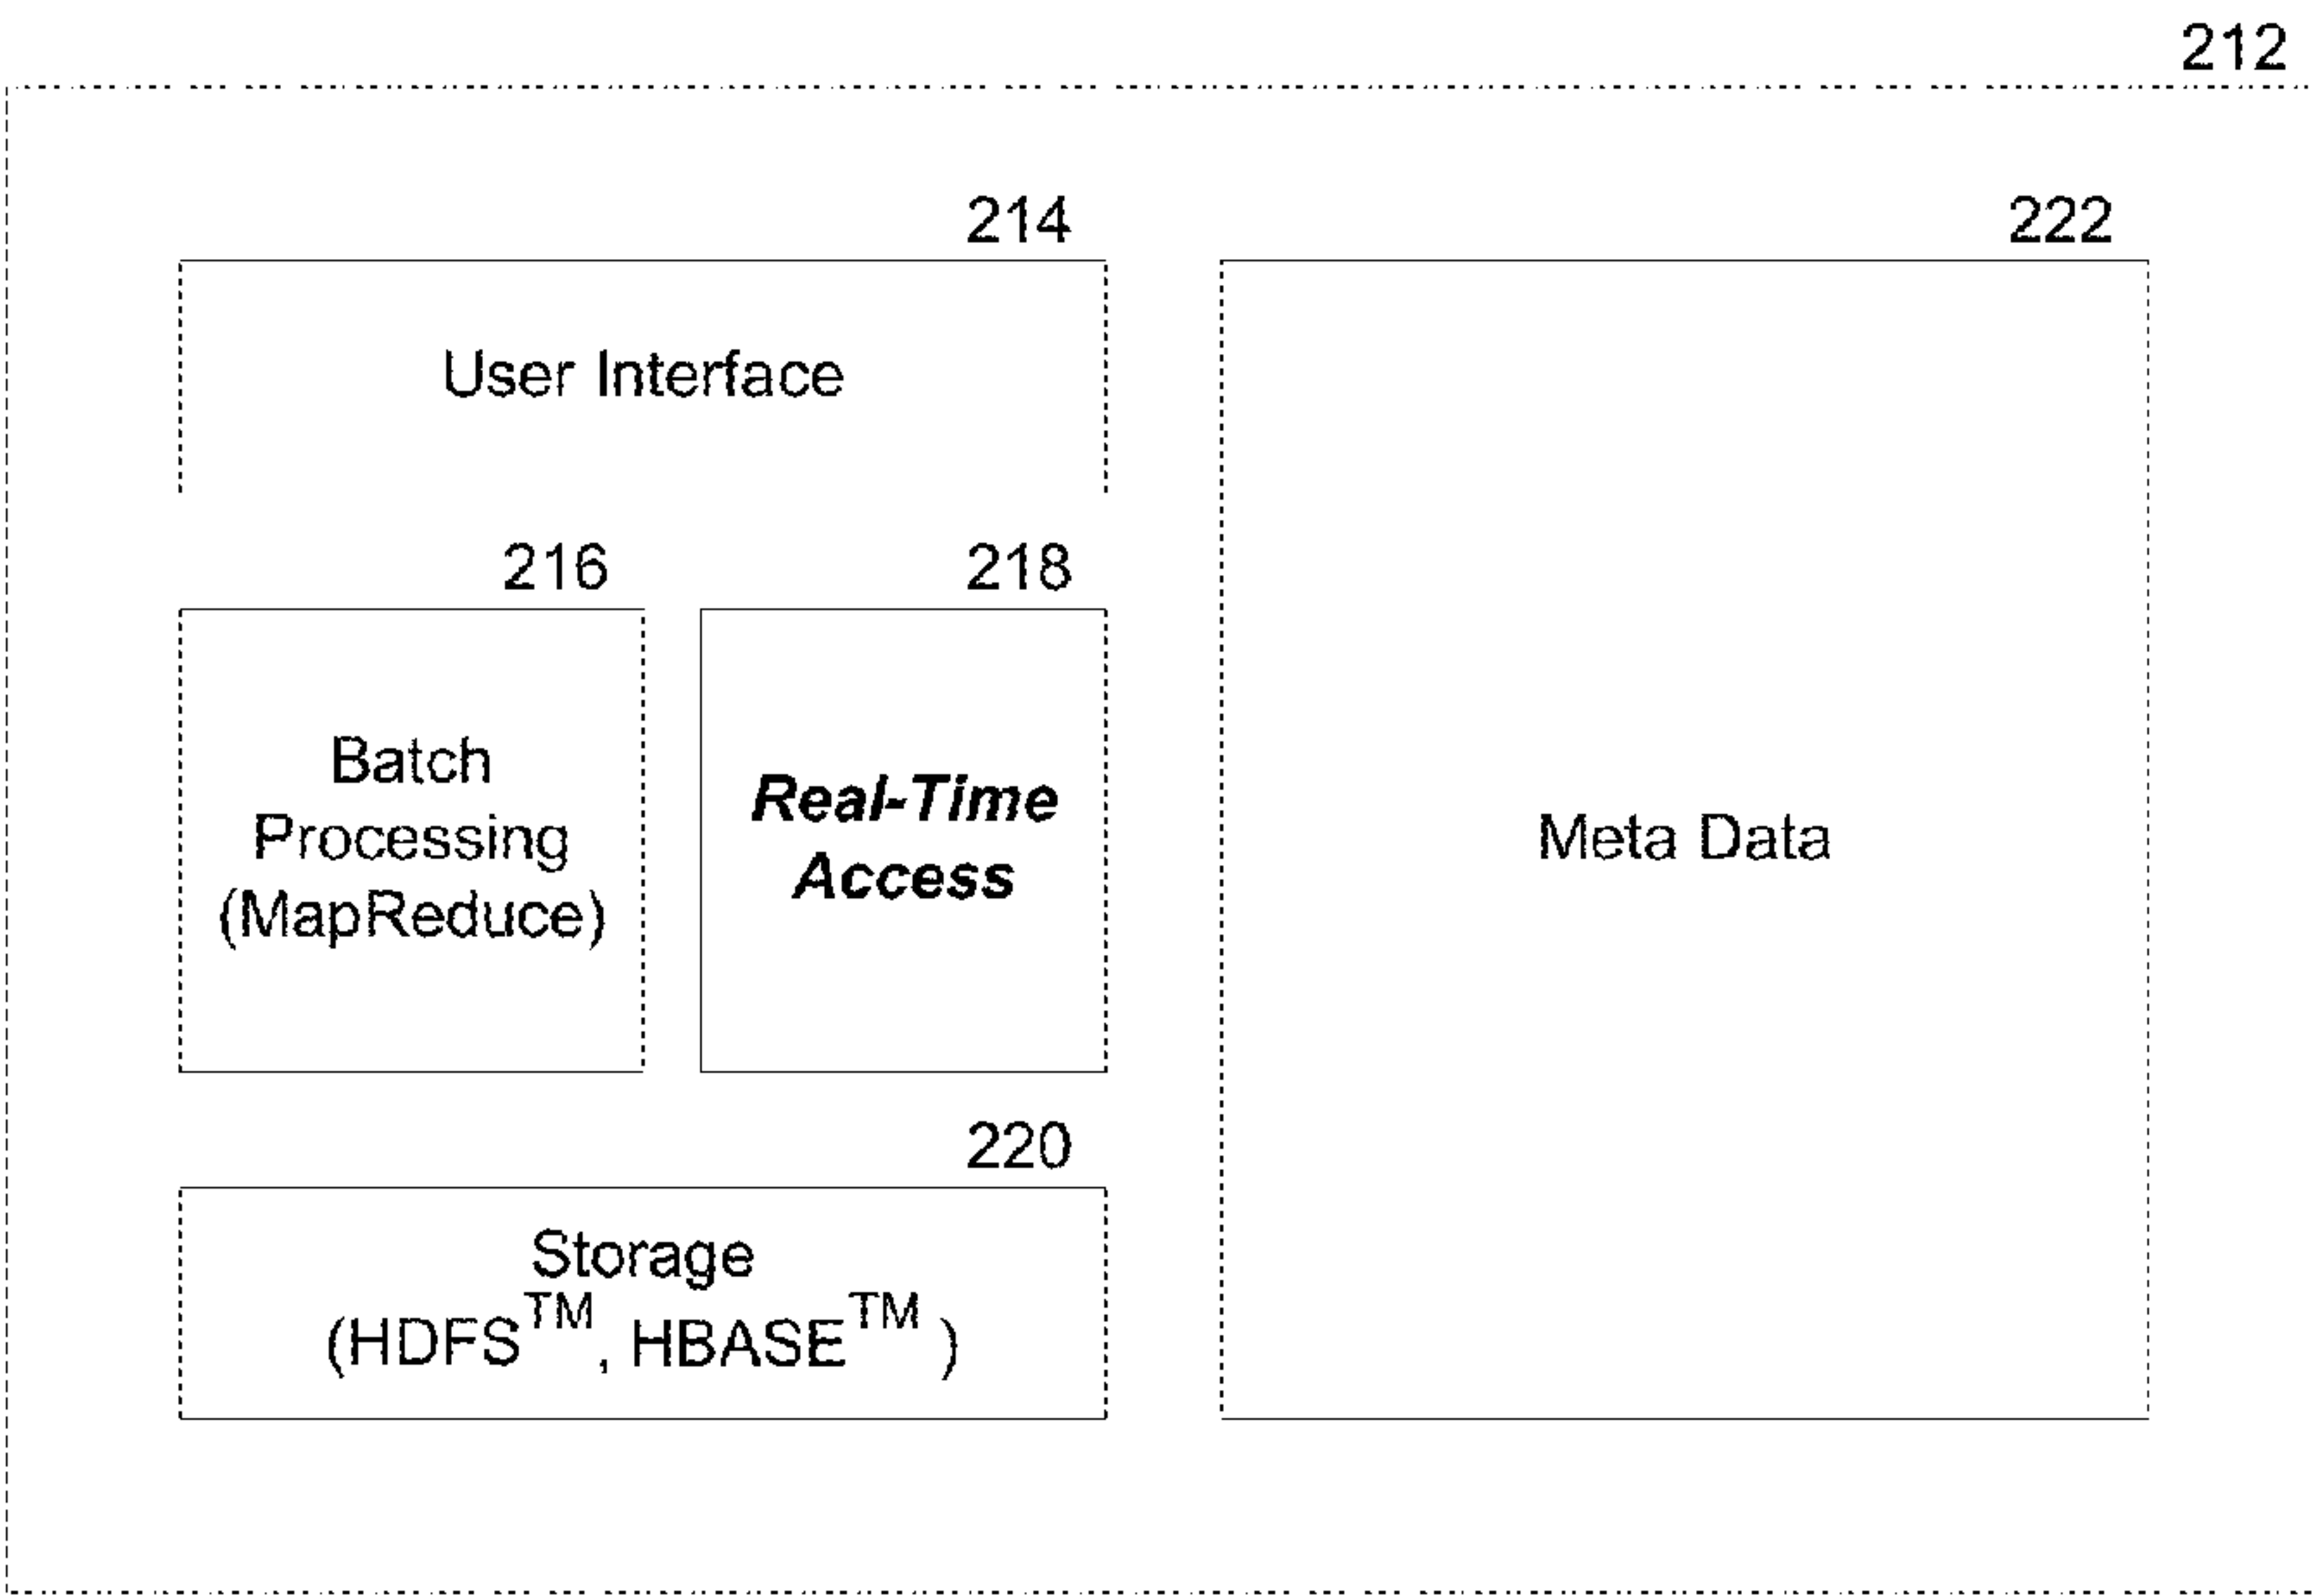 212
214
222
User Interface
216
218
Batch
Processing
(MapReduce)
Real-Time
Access
Meta Data
220
Storage
(HDFS™, HBASE™ )